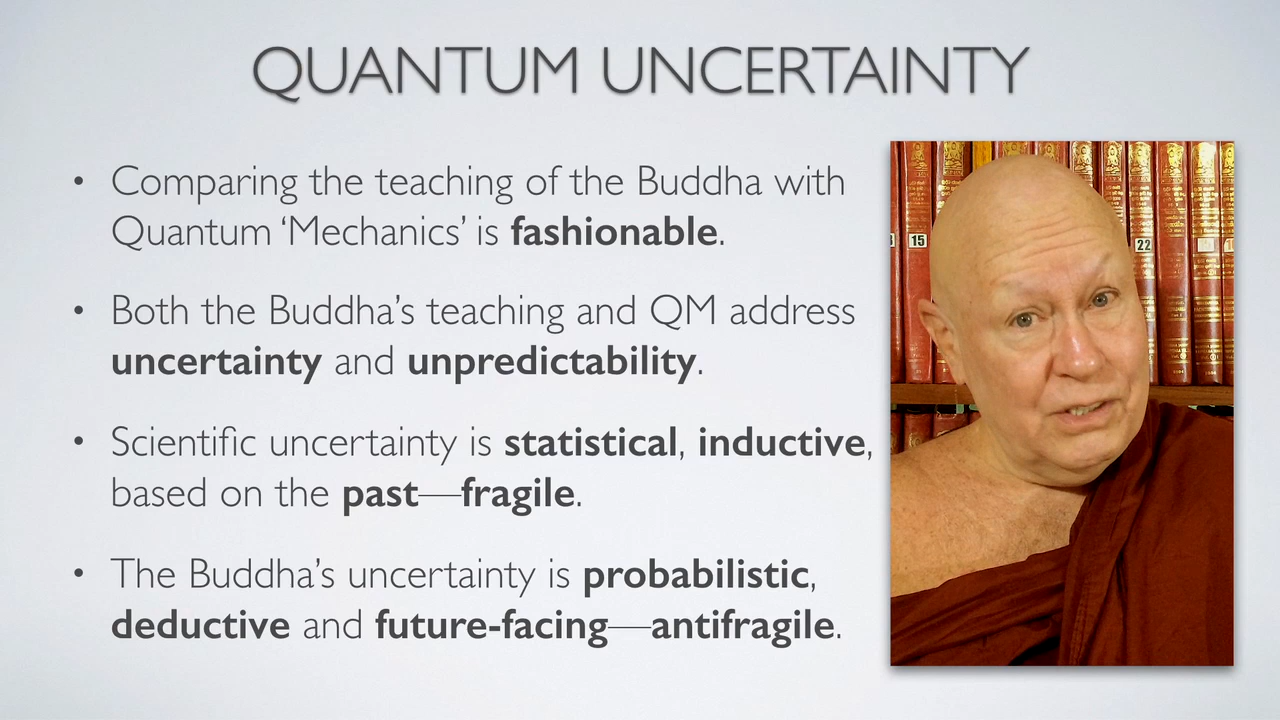 QUANTUM UNCERTAINTY
• Comparing the teaching of the Buddha with
Quantum ‘Mechanics’ is fashionable.
• Both the Buddha’s teaching and QM address
uncertainty and unpredictability.
• Scientific uncertainty is statistical, inductive,
based on the past—fragile.
• The Buddha’s uncertainty is probabilistic,
deductive and future-facing—antifragile.
15
22